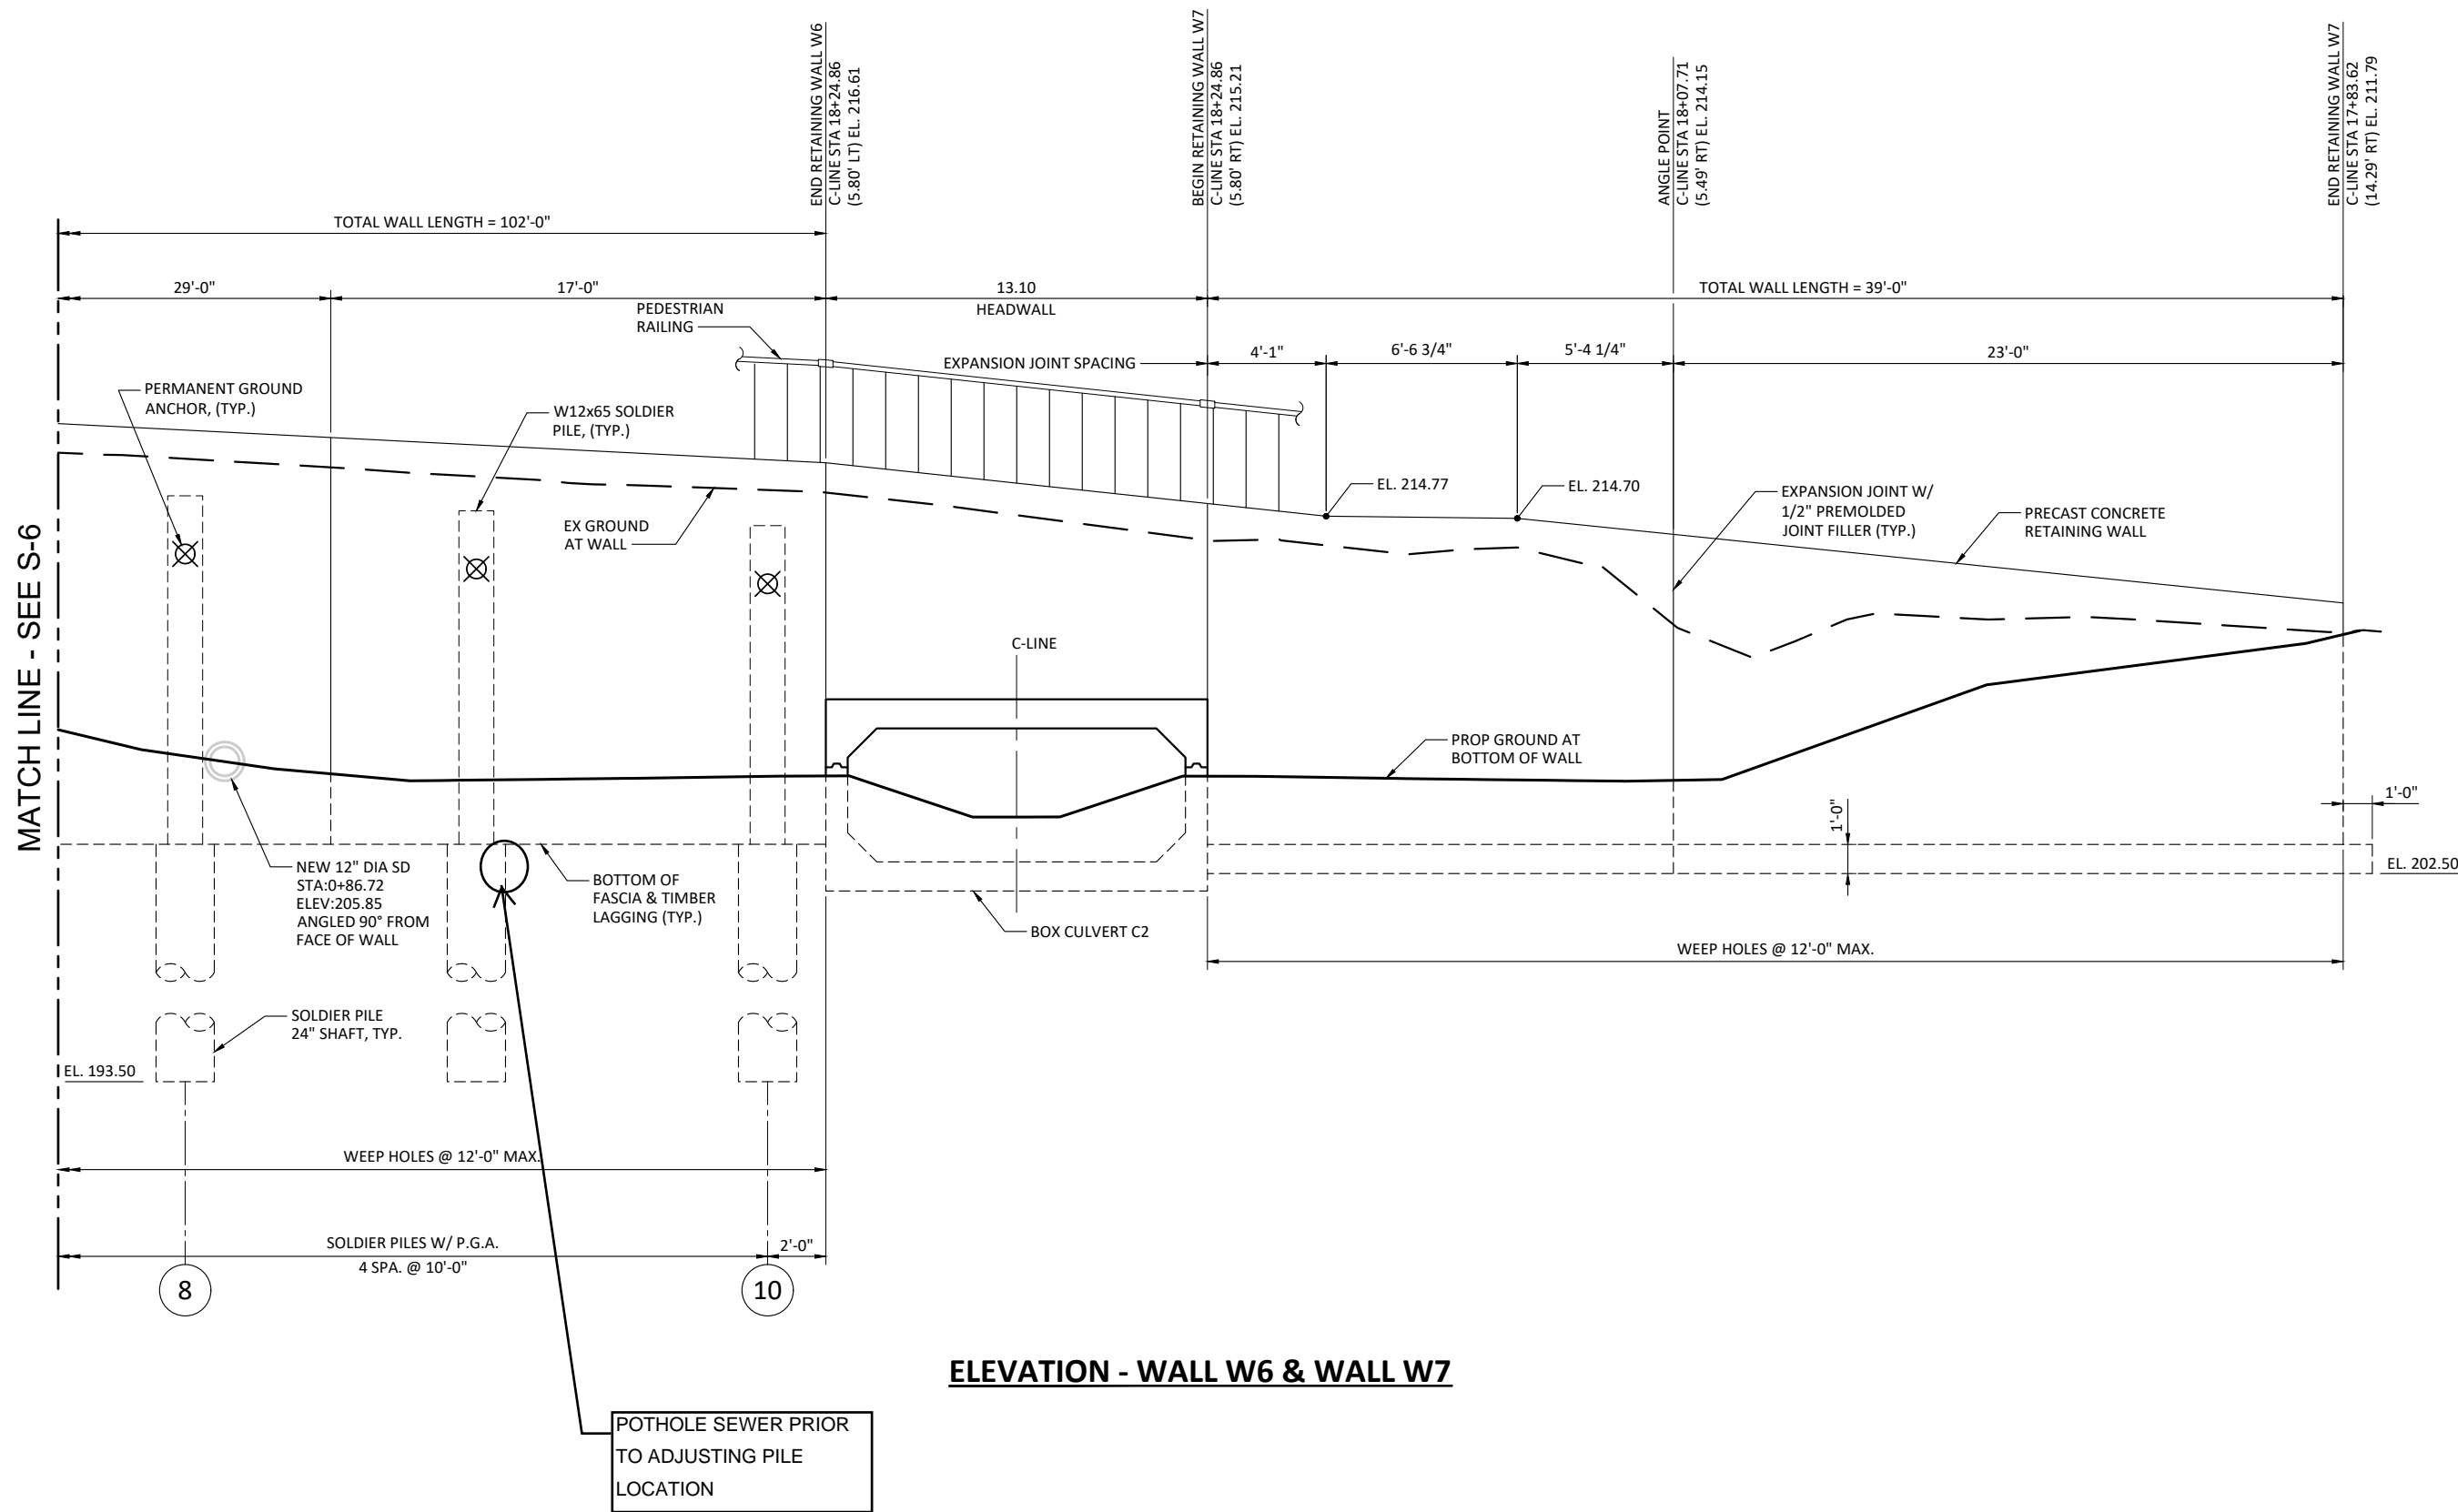 END RETAINING WALL W6
C-LINE STA 18+24.86
(5.80' LT) EL. 216.61
BEGIN RETAINING WALL W7
C-LINE STA 18+24.86
(5.80' RT) EL. 215.21
ANGLE POINT
C-LINE STA 18+07.71
(5.49' RT) EL. 214.15
END RETAINING WALL W7
C-LINE STA 17+83.62
(14.29' RT) EL. 211.79
TOTAL WALL LENGTH = 102'-0"
29'-0"
17'-0"
13.10
HEADWALL
TOTAL WALL LENGTH = 39'-0"
PEDESTRIAN
RAILING
EXPANSION JOINT SPACING
4'-1"
6'-6 3/4"
5'-4 1/4"
23'-0"
PERMANENT GROUND
ANCHOR, (TYP.)
W12x65 SOLDIER
PILE, (TYP.)
EX GROUND
AT WALL
EL. 214.77
EL. 214.70
EXPANSION JOINT W/
1/2" PREMOLDED
JOINT FILLER (TYP.)
PRECAST CONCRETE
RETAINING WALL
MATCH LINE - SEE S-6
C-LINE
PROP GROUND AT
BOTTOM OF WALL
1'-0"
1'-0"
EL. 202.50
NEW 12" DIA SD
STA:0+86.72
ELEV:205.85
ANGLED 90° FROM
FACE OF WALL
BOTTOM OF
FASCIA & TIMBER
LAGGING (TYP.)
BOX CULVERT C2
WEEP HOLES @ 12'-0" MAX.
SOLDIER PILE
24" SHAFT, TYP.
EL. 193.50
WEEP HOLES @ 12'-0" MAX.
SOLDIER PILES W/ P.G.A.
4 SPA. @ 10'-0"
2'-0"
8
10
ELEVATION - WALL W6 & WALL W7
POTHOLE SEWER PRIOR
TO ADJUSTING PILE
LOCATION